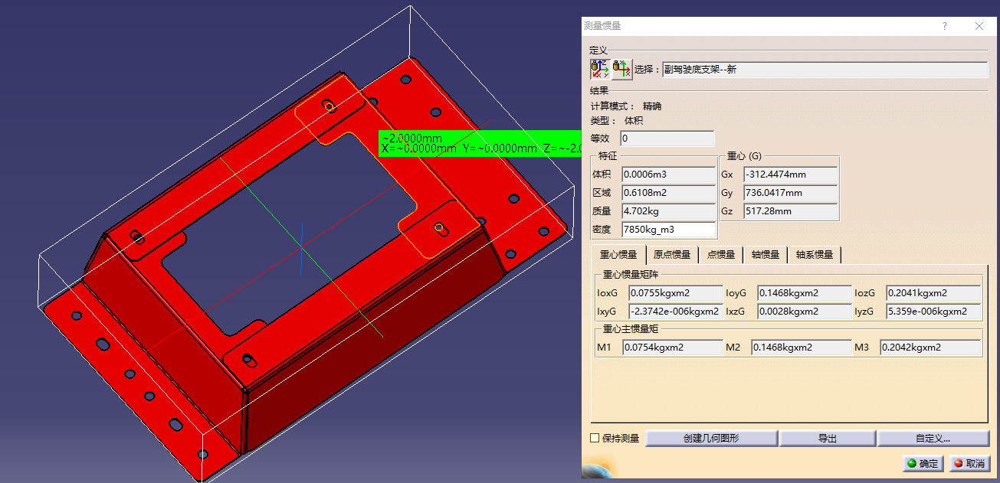 ~2.0000mm
X=~0.0000mm Y=~0.0000mm Z=~-2.0
测量惯量
定义
选择： 副驾驶底支架--新
结果
计算模式： 精确
类型： 体积
等效 0
特征
体积 0.0006m3
区域 0.6108m2
质量 4.702kg
密度 7850kg_m3
重心 (G)
Gx -312.4474mm
Gy 736.0417mm
Gz 517.28mm
重心惯量 原点惯量 点惯量 轴惯量 轴系惯量
重心惯量矩阵
IoxG 0.0755kgxm2 IoyG 0.1468kgxm2 IozG 0.2041kgxm2
IxyG -2.3742e-006kgxm2 IxzG 0.0028kgxm2 IyzG 5.359e-006kgxm2
重心主惯量矩
M1 0.0754kgxm2 M2 0.1468kgxm2 M3 0.2042kgxm2
保持测量 创建几何图形 导出 自定义...
确定 取消